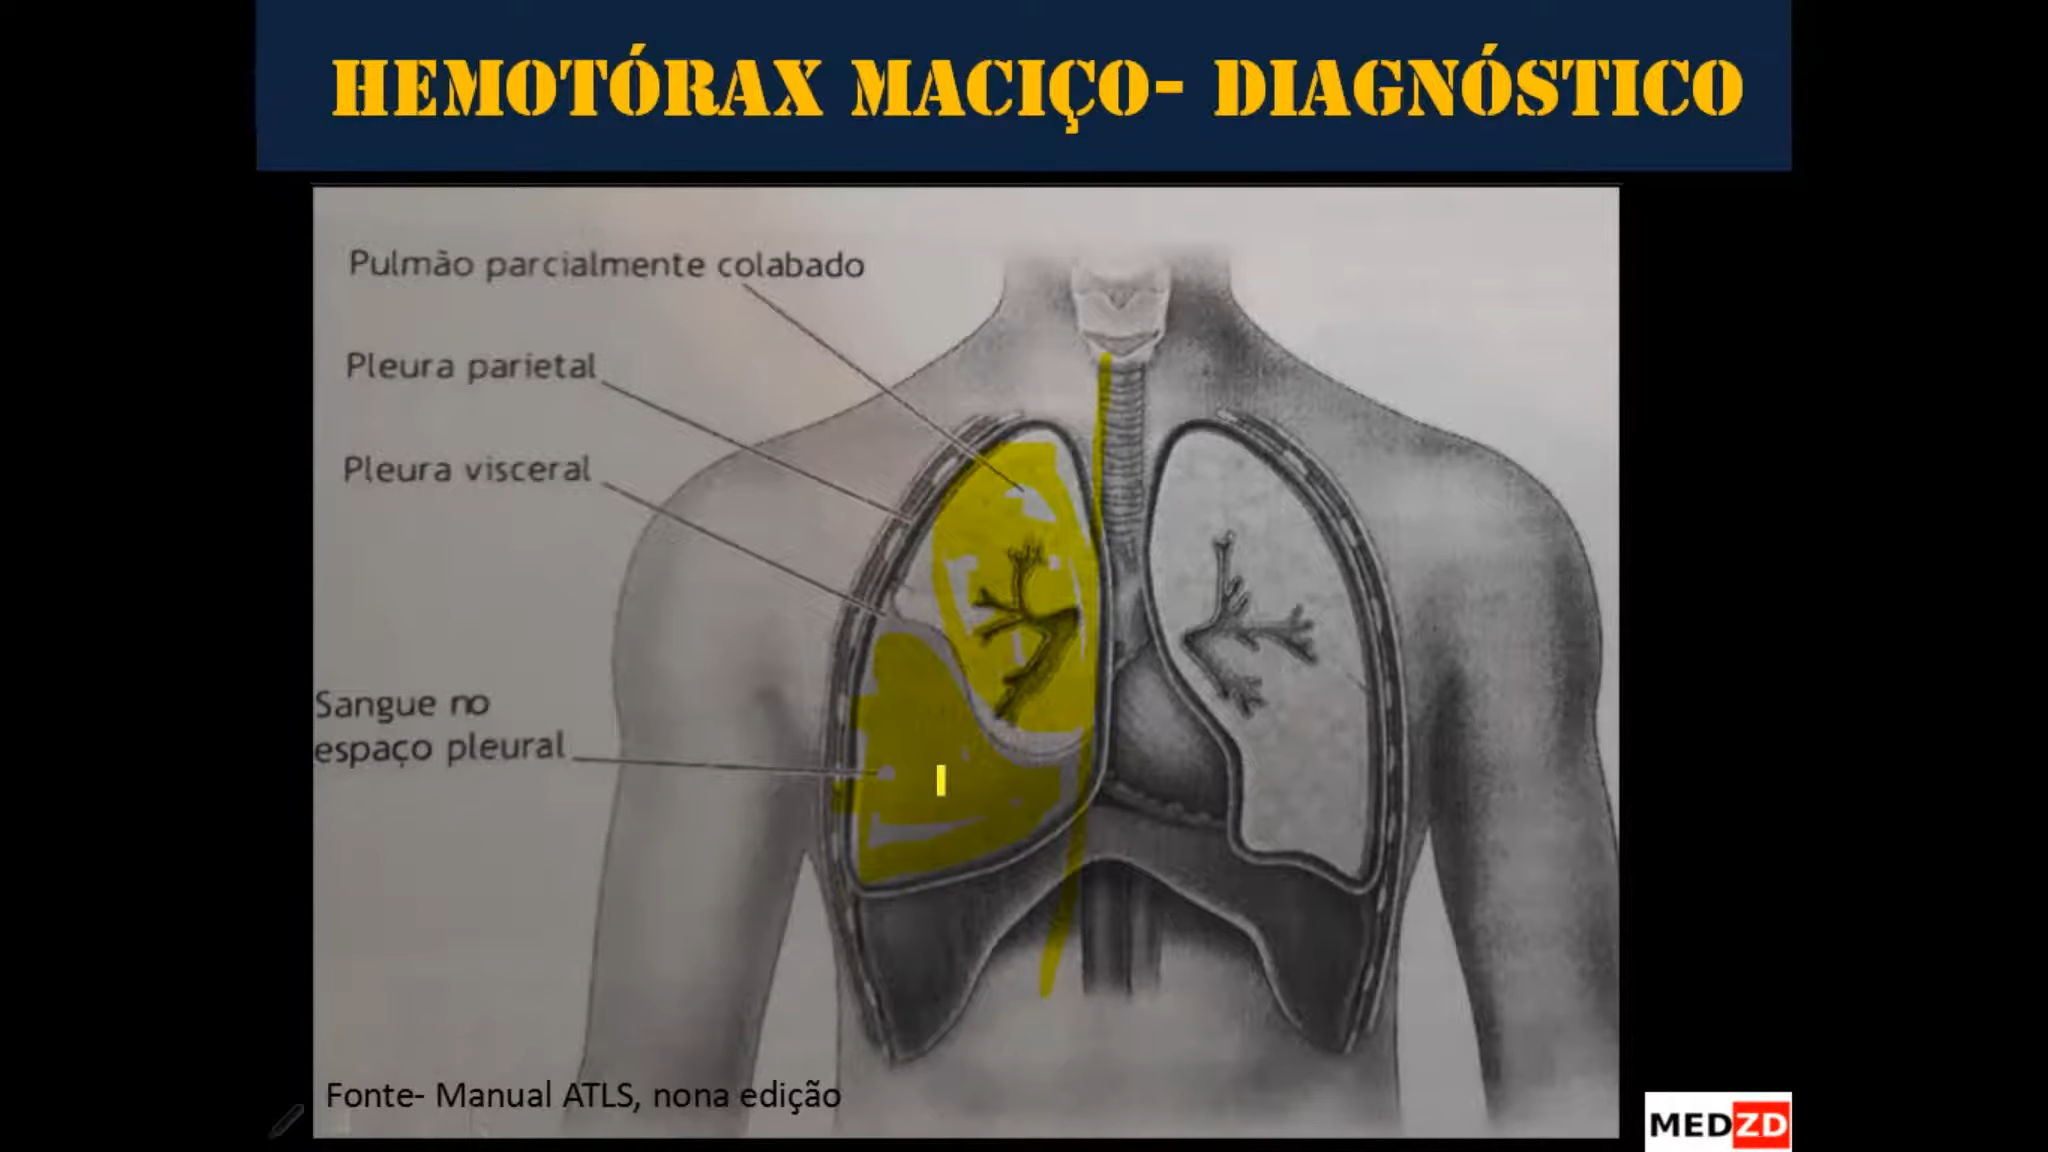 HEMOTÓRAX MACIÇO- DIAGNÓSTICO
Pulmão parcialmente colabado
Pleura parietal
Pleura visceral
Sangue no
espaço pleural
Fonte- Manual ATLS, nona edição
MEDZD